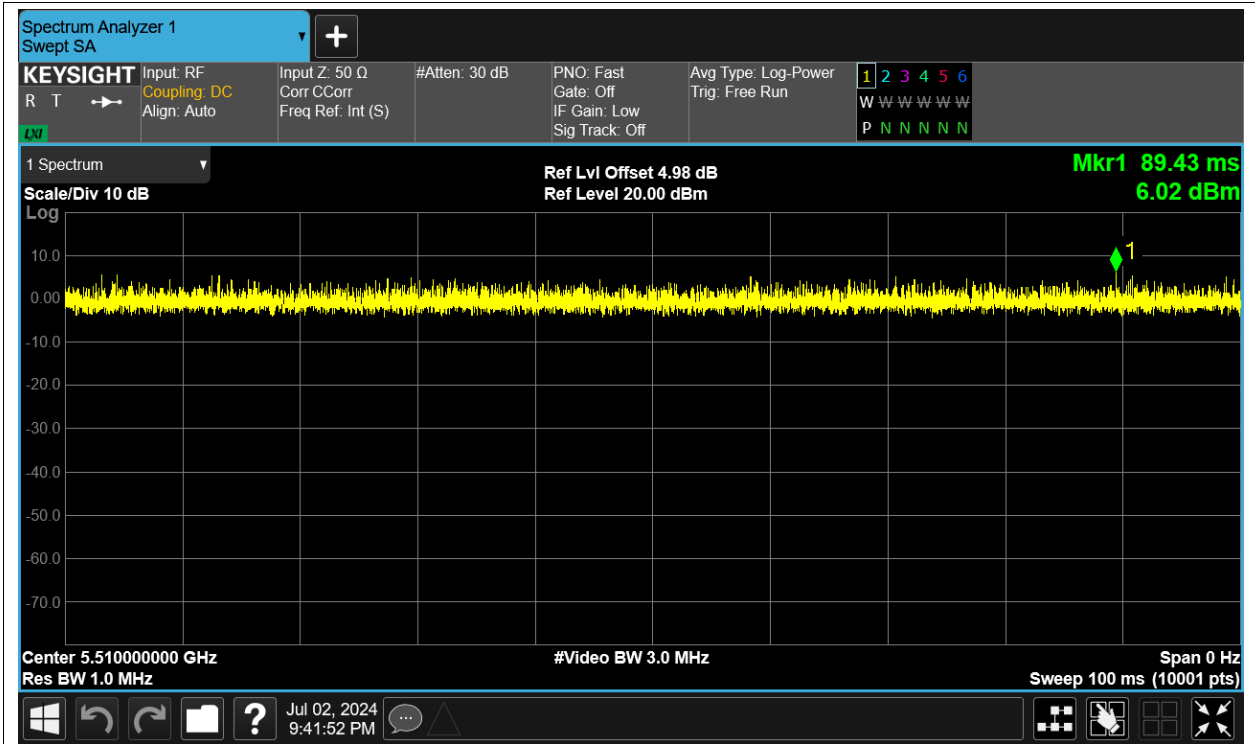 Spectrum Analyzer 1
Swept SA
KEYSIGHT
R T
LXI
Input: RF
Coupling: DC
Align: Auto
Input Z: 50 Ω
Corr CCorr
Freq Ref: Int (S)
#Atten: 30 dB
PNO: Fast
Gate: Off
IF Gain: Low
Sig Track: Off
Avg Type: Log-Power
Trig: Free Run
1 2 3 4 5 6
W W W W W W
P N N N N N
1 Spectrum
Scale/Div 10 dB
Ref Lvl Offset 4.98 dB
Ref Level 20.00 dBm
Mkr1 89.43 ms
6.02 dBm
Log
10.0
0.00
-10.0
-20.0
-30.0
-40.0
-50.0
-60.0
-70.0
1
Center 5.510000000 GHz
Res BW 1.0 MHz
#Video BW 3.0 MHz
Span 0 Hz
Sweep 100 ms (10001 pts)
?
Jul 02, 2024
9:41:52 PM